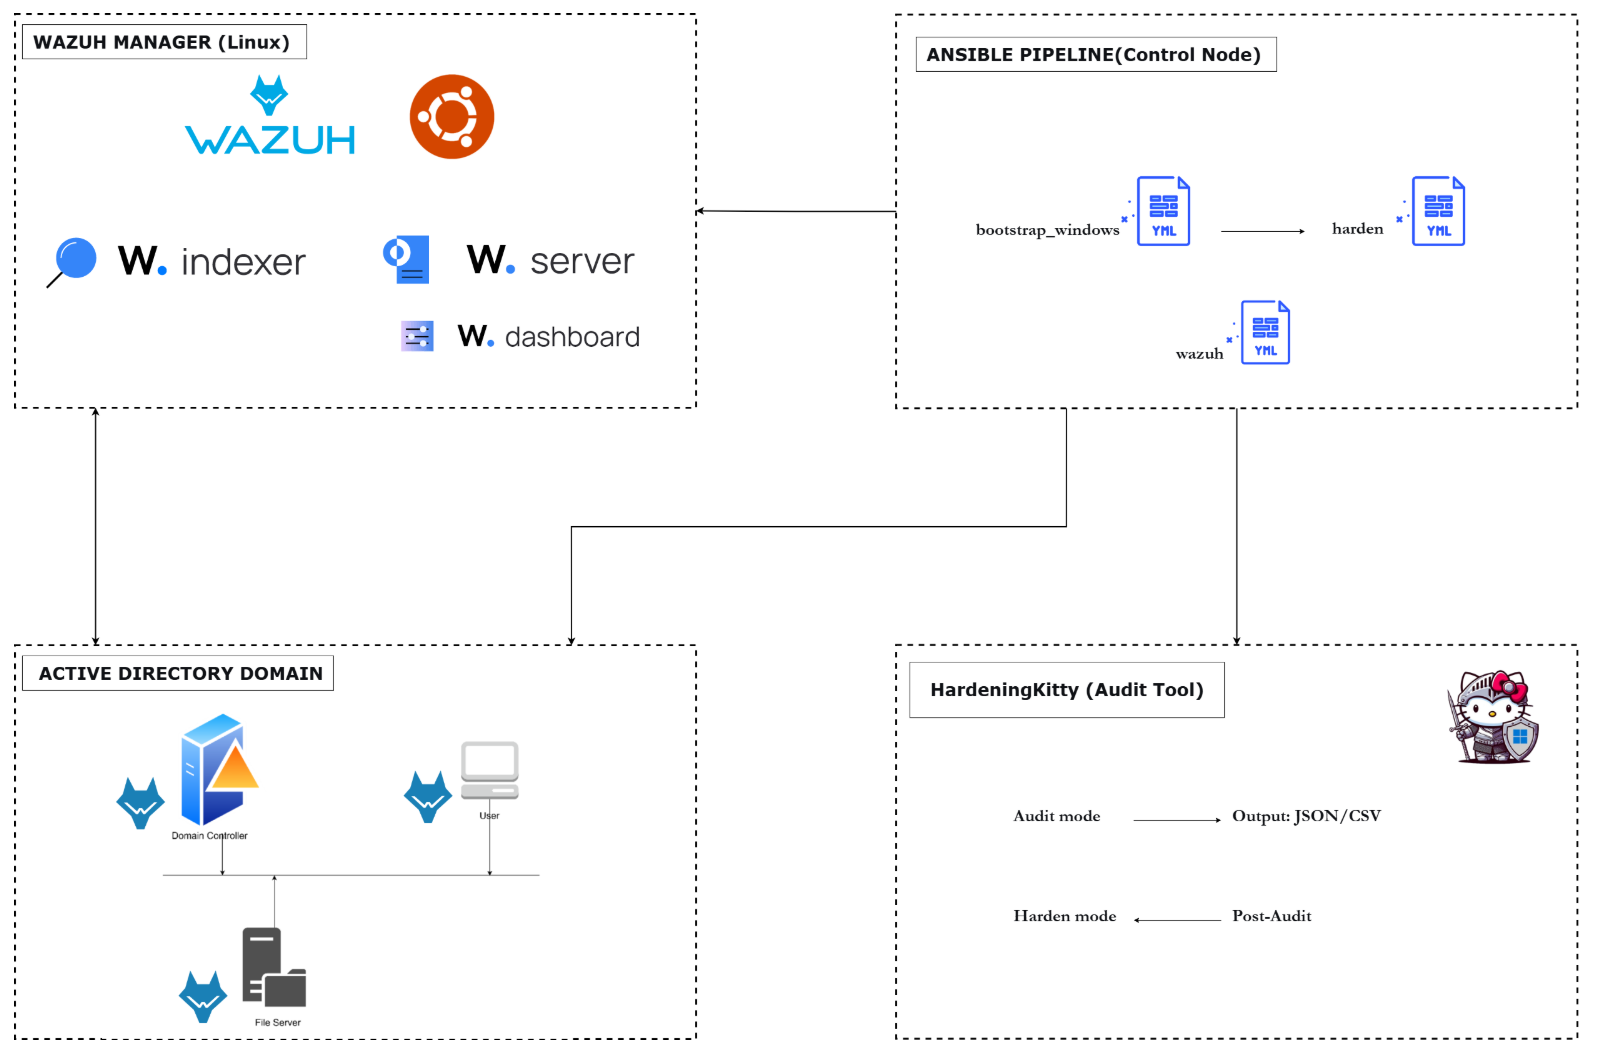 WAZUH MANAGER (Linux)
WAZUH
W. indexer
W. server
W. dashboard
ANSIBLE PIPELINE(Control Node)
bootstrap_windows
YML
harden
YML
wazuh
YML
ACTIVE DIRECTORY DOMAIN
Domain Controller
User
File Server
HardeningKitty (Audit Tool)
Audit mode
Output: JSON/CSV
Harden mode
Post-Audit